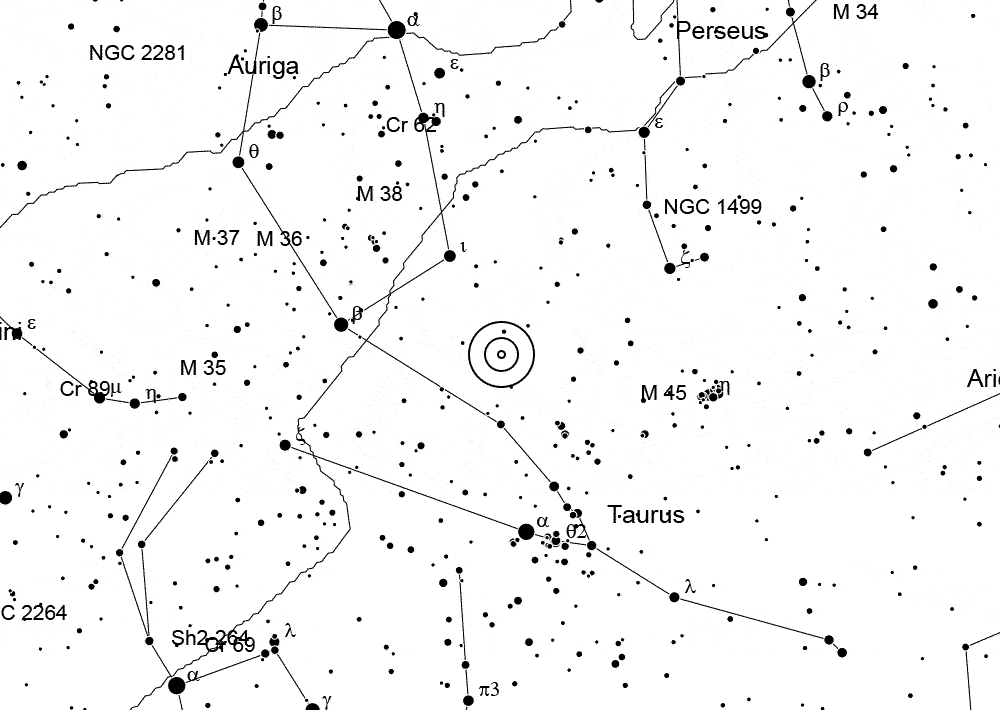 β
α
M 34
Perseus
NGC 2281
Auriga
ε
β
η
ρ
Cr 62
ε
θ
M 38
NGC 1499
M 37 M 36
ι
ζ
β
ε
M 35
Cr 89
μ
η
M 45
η
Ari
ζ
γ
α
θ2
Taurus
λ
C 2264
Sh2-264
Cr 69
λ
α
π3
γ